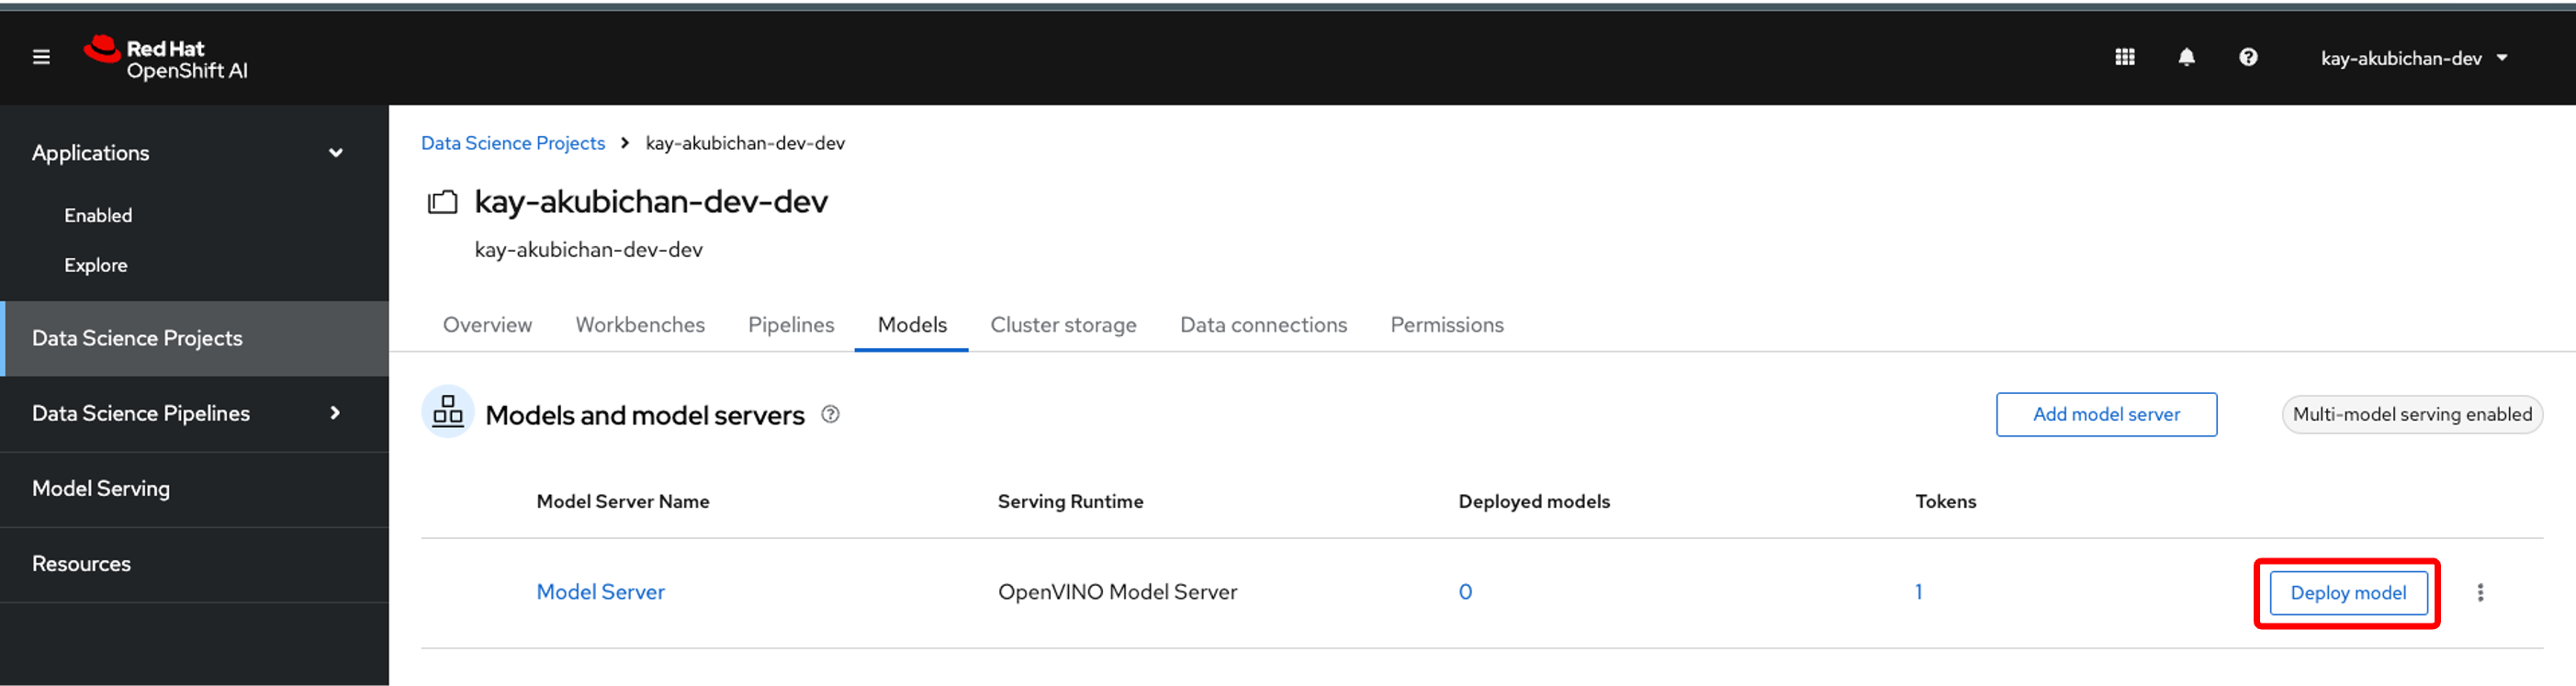 Red Hat
OpenShift AI
kay-akubichan-dev
Applications
Enabled
Explore
Data Science Projects
Data Science Pipelines
Model Serving
Resources
Data Science Projects > kay-akubichan-dev-dev
kay-akubichan-dev-dev
kay-akubichan-dev-dev
Overview Workbenches Pipelines Models Cluster storage Data connections Permissions
Models and model servers Add model server Multi-model serving enabled
Model Server Name Serving Runtime Deployed models Tokens
Model Server OpenVINO Model Server 0 1 Deploy model